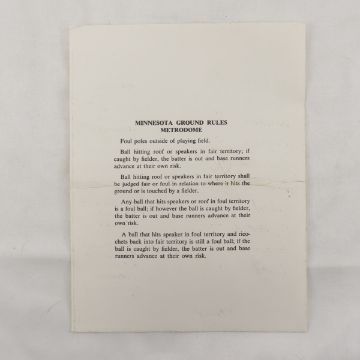 MINNESOTA GROUND RULES
METRODOME
Foul poles outside of playing field.
Ball hitting roof or speakers in fair territory; if
caught by fielder, the batter is out and base runners
advance at their own risk.
Ball hitting roof or speakers in fair territory shall
be judged fair or foul in relation to where it hits the
ground or is touched by a fielder.
Any ball that hits speakers or roof in foul territory
is a foul ball; if however the ball is caught by fielder,
the batter is out and base runners advance at their
own risk.
A ball that hits speaker in foul territory and rico-
chets back into fair territory is still a foul ball; if the
ball is caught by fielder, the batter is out and base
runners advance at their own risk.